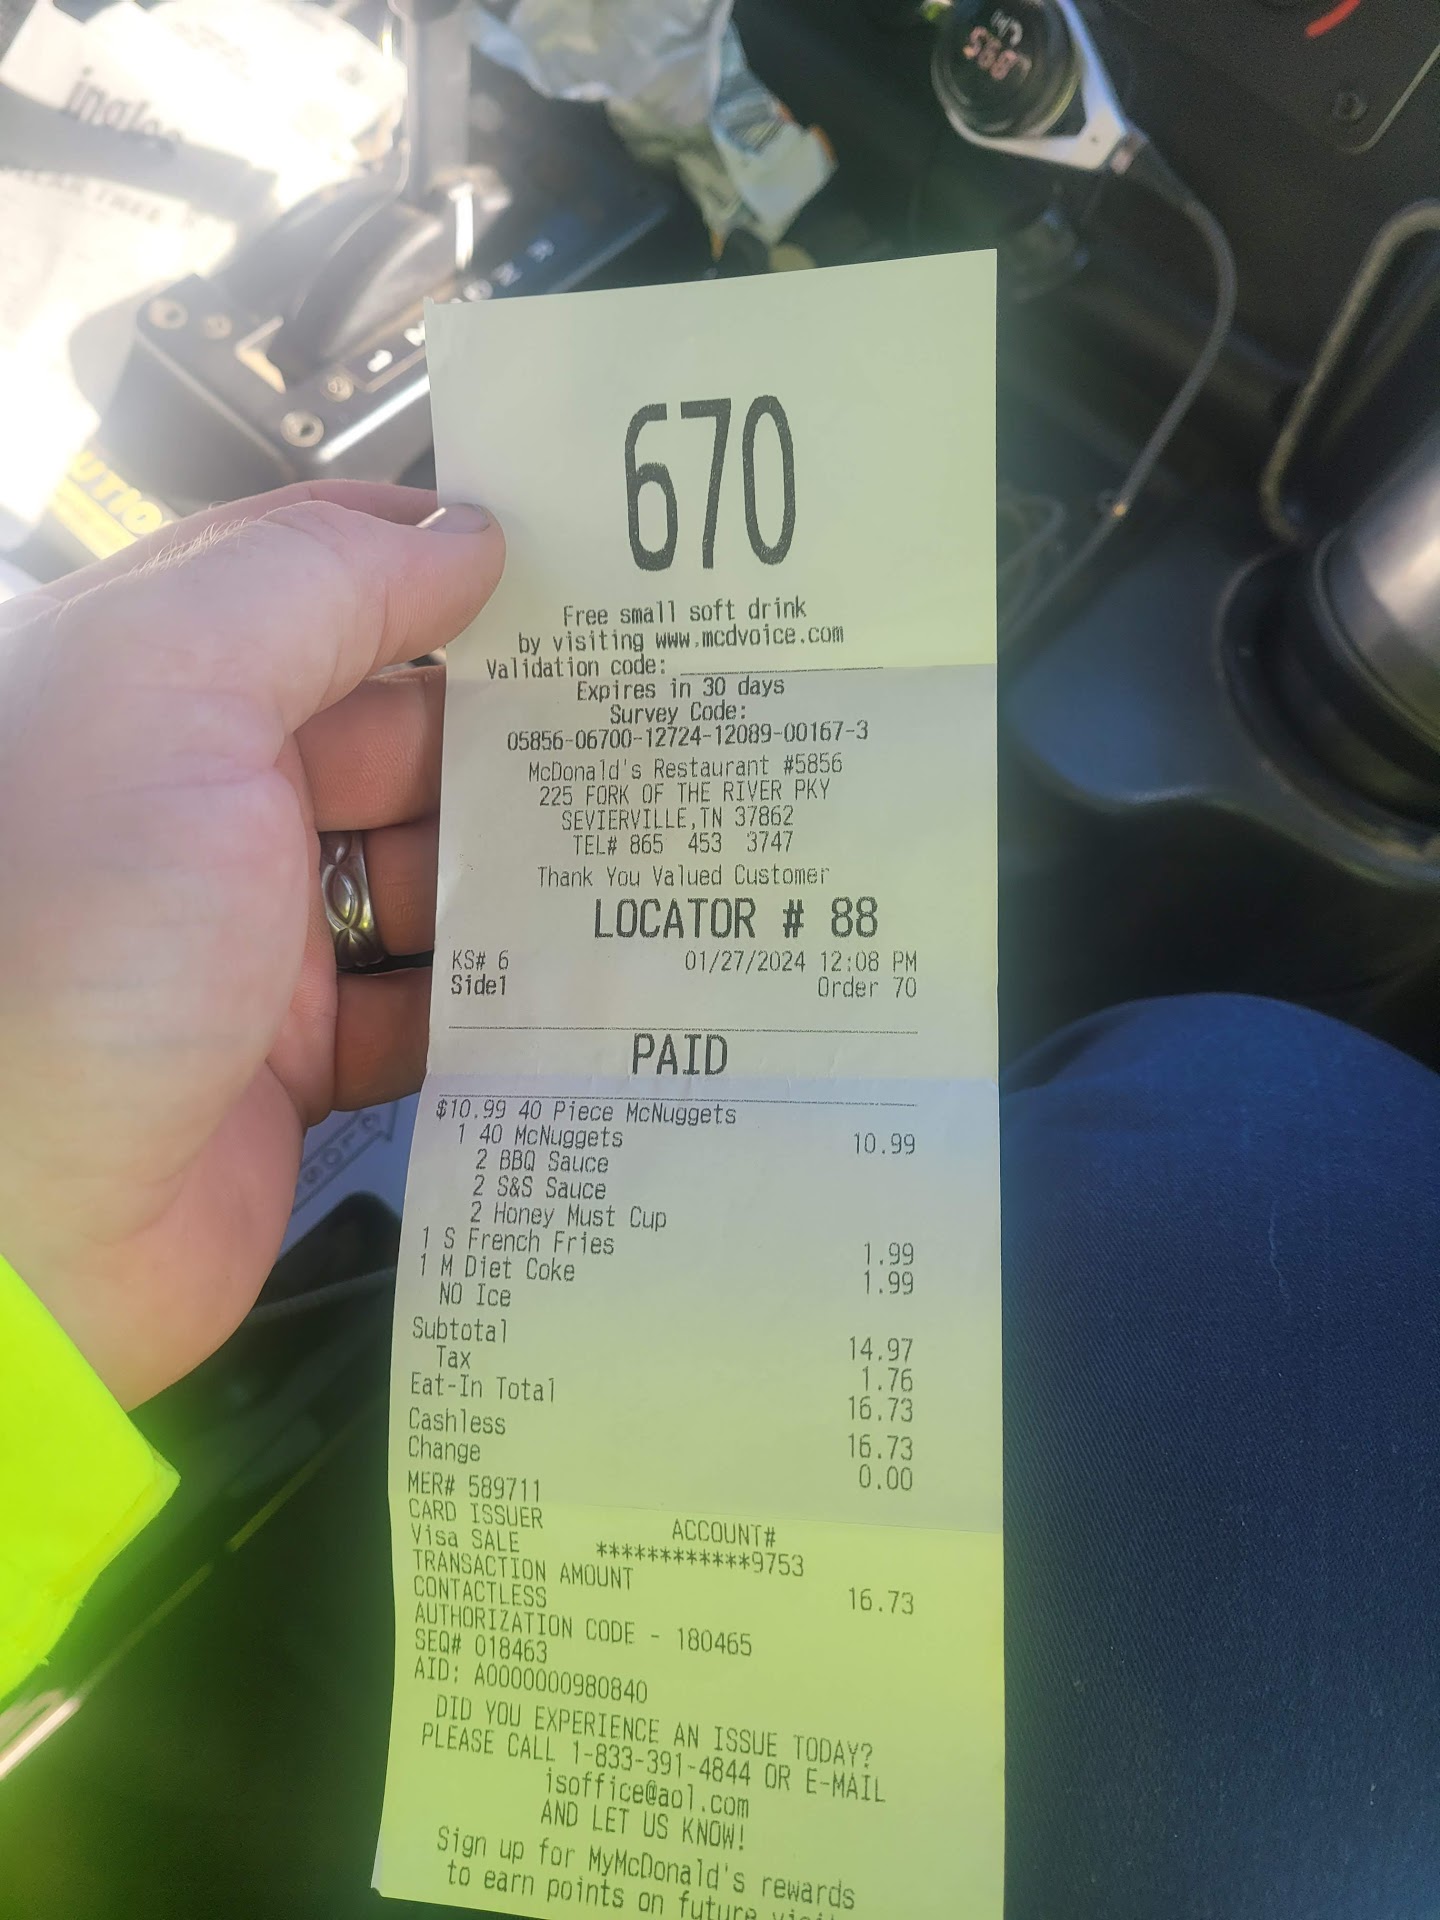 ingles
670
Free small soft drink
by visiting www.mcdvoice.com
Validation code:
Expires in 30 days
Survey Code:
05856-06700-12724-12089-00167-3
McDonald's Restaurant #5856
225 FORK OF THE RIVER PKY
SEVIERVILLE,TN 37862
TEL# 865 453 3747
Thank You Valued Customer
LOCATOR # 88
KS# 6 01/27/2024 12:08 PM
Side1 Order 70
PAID
$10.99 40 Piece McNuggets
1 40 McNuggets 10.99
2 BBQ Sauce
2 S&S Sauce
2 Honey Must Cup
1 S French Fries 1.99
1 M Diet Coke 1.99
NO Ice
Subtotal 14.97
Tax 1.76
Eat-In Total 16.73
Cashless 16.73
Change 0.00
MER# 589711
CARD ISSUER ACCOUNT#
Visa SALE ************9753
TRANSACTION AMOUNT 16.73
CONTACTLESS
AUTHORIZATION CODE - 180465
SEQ# 018463
AID: A0000000980840
DID YOU EXPERIENCE AN ISSUE TODAY?
PLEASE CALL 1-833-391-4844 OR E-MAIL
jsoffice@aol.com
AND LET US KNOW!
Sign up for MyMcDonald's rewards
to earn points on future